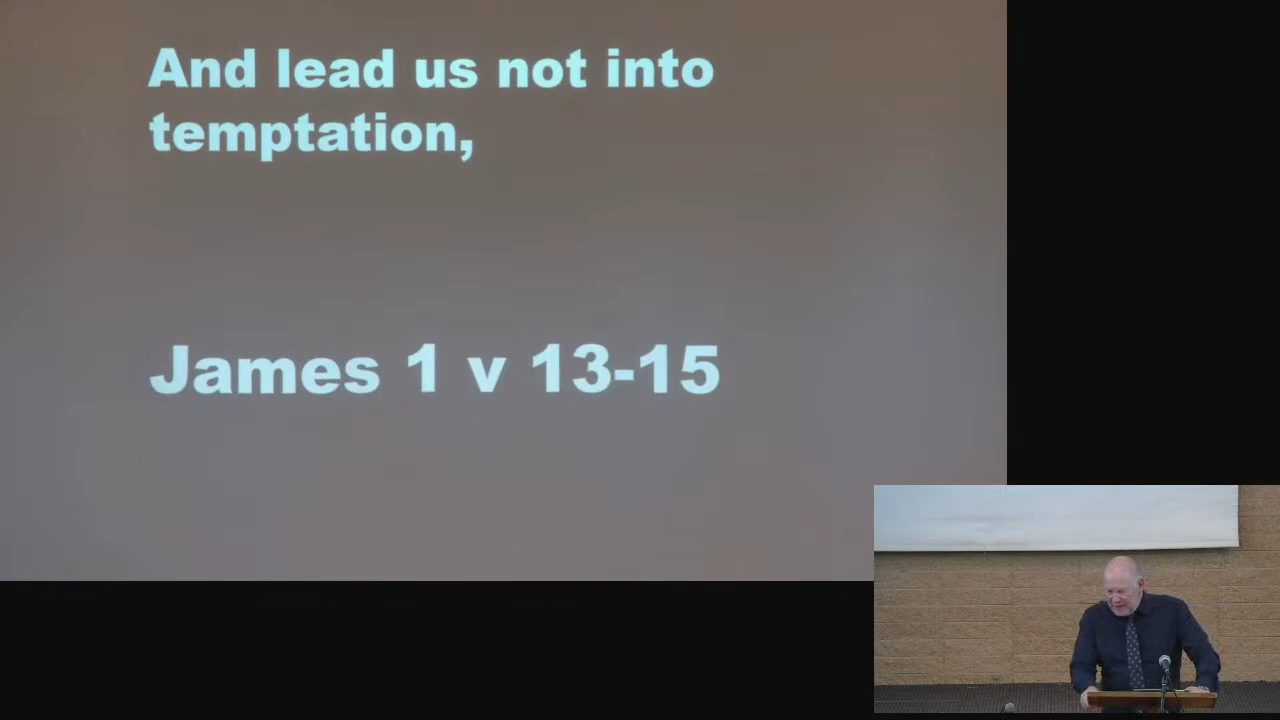 And lead us not into
temptation,
James 1 v 13-15